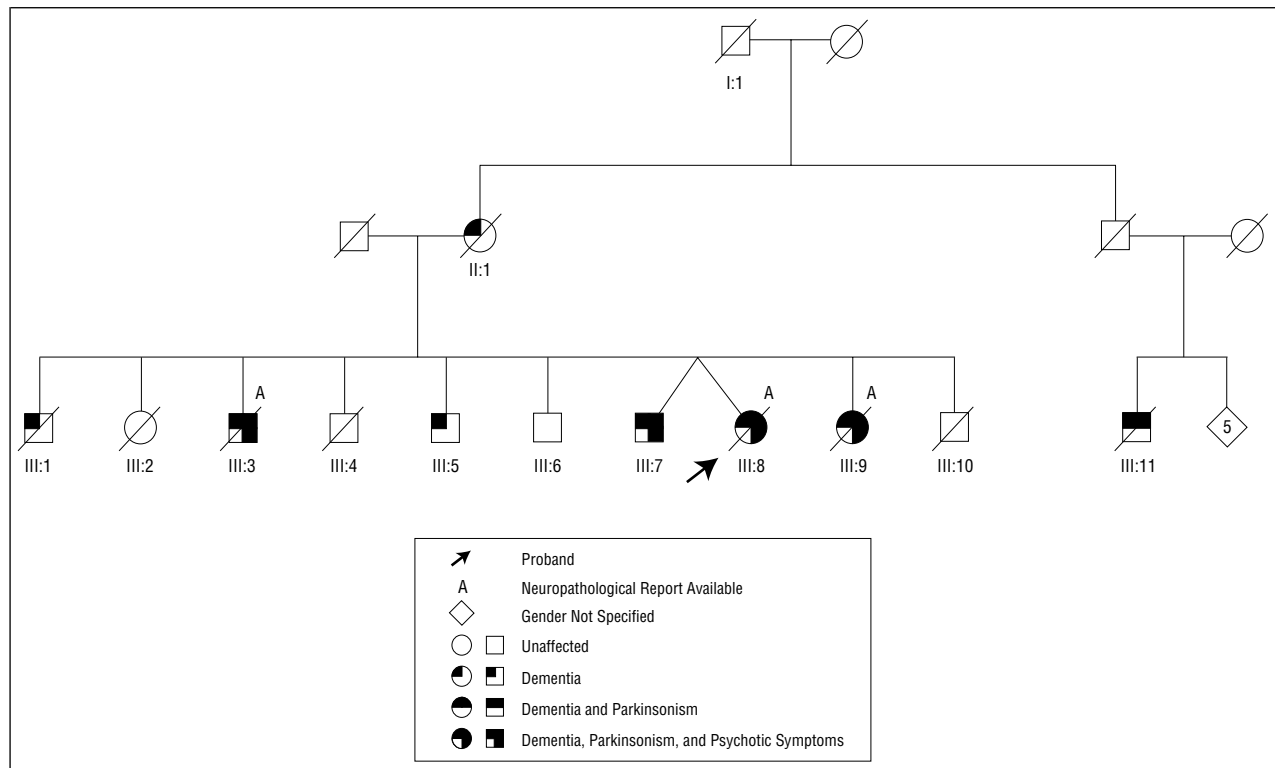 I:1
II:1
A A A
5
III:1 III:2 III:3 III:4 III:5 III:6 III:7 III:8 III:9 III:10 III:11
Proband
A Neuropathological Report Available
Gender Not Specified
Unaffected
Dementia
Dementia and Parkinsonism
Dementia, Parkinsonism, and Psychotic Symptoms